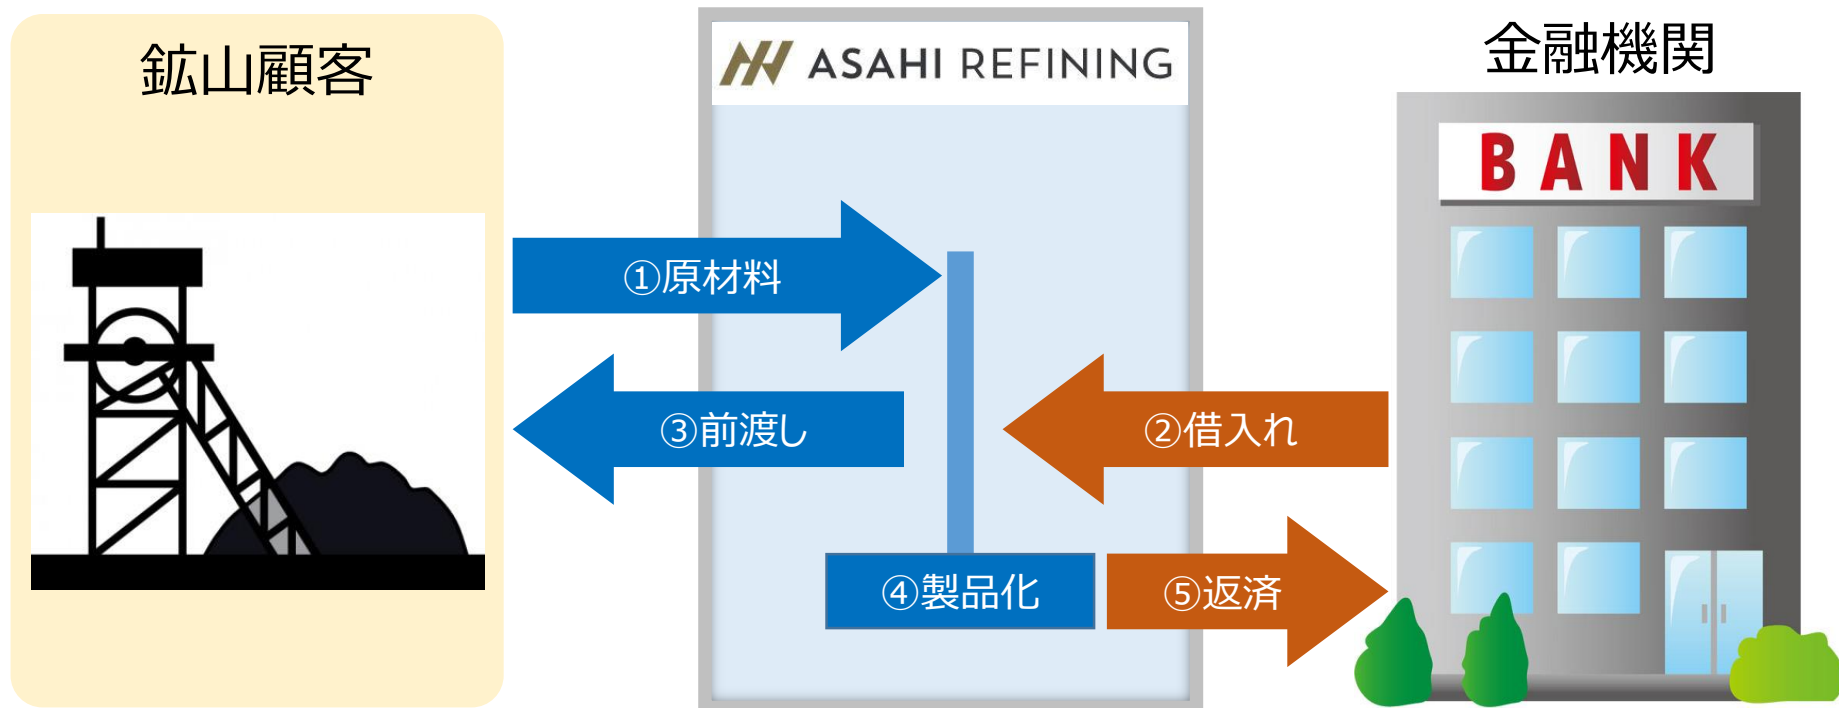 鉱山顧客
ASAHI REFINING
金融機関
BANK
①原材料
②借入れ
③前渡し
④製品化
⑤返済